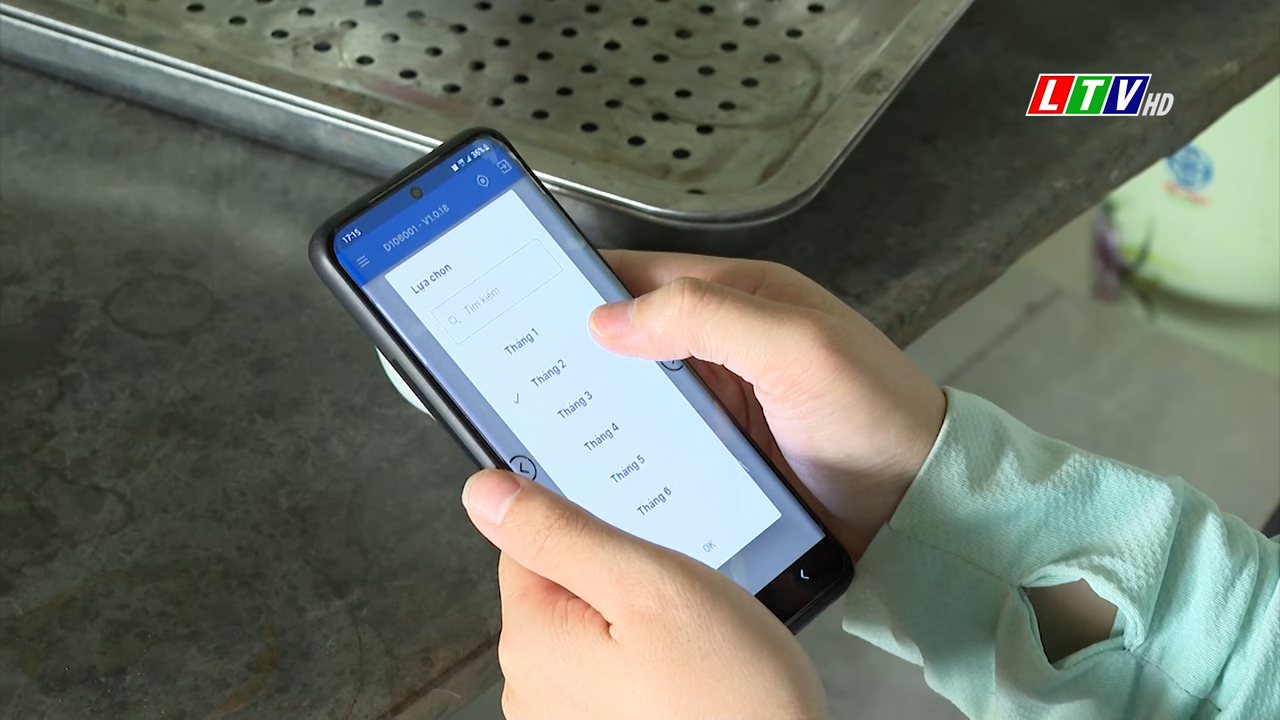 LTV HD
17:15
36%
D106001 - V1.0.18
Lựa chọn
Tìm kiếm
Tháng 1
Tháng 2
Tháng 3
Tháng 4
Tháng 5
Tháng 6
OK